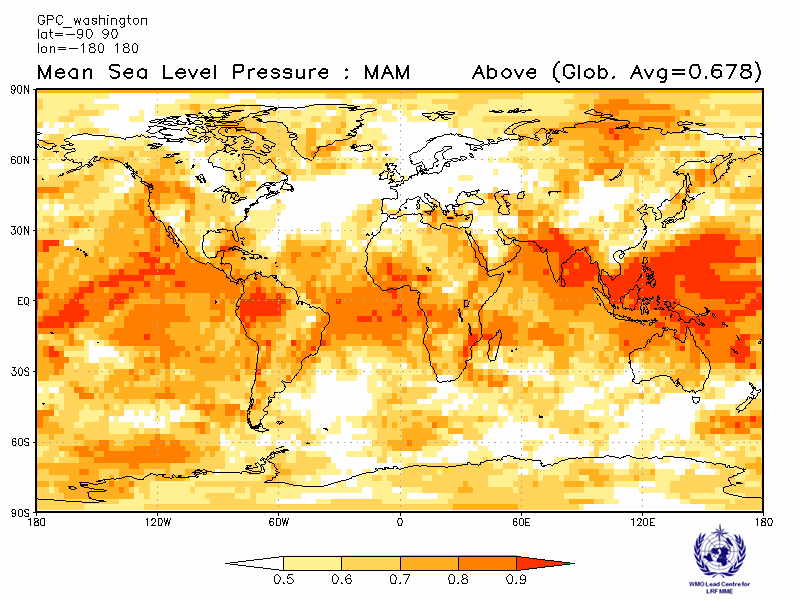 GPC_washington
lat=-90 90
lon=-180 180
Mean Sea Level Pressure : MAM Above (Glob. Avg=0.678)
90N
60N
30N
EQ
30S
60S
90S
180 120W 60W 0 60E 120E 180
0.5 0.6 0.7 0.8 0.9
WMO Lead Centre for
LRF MME